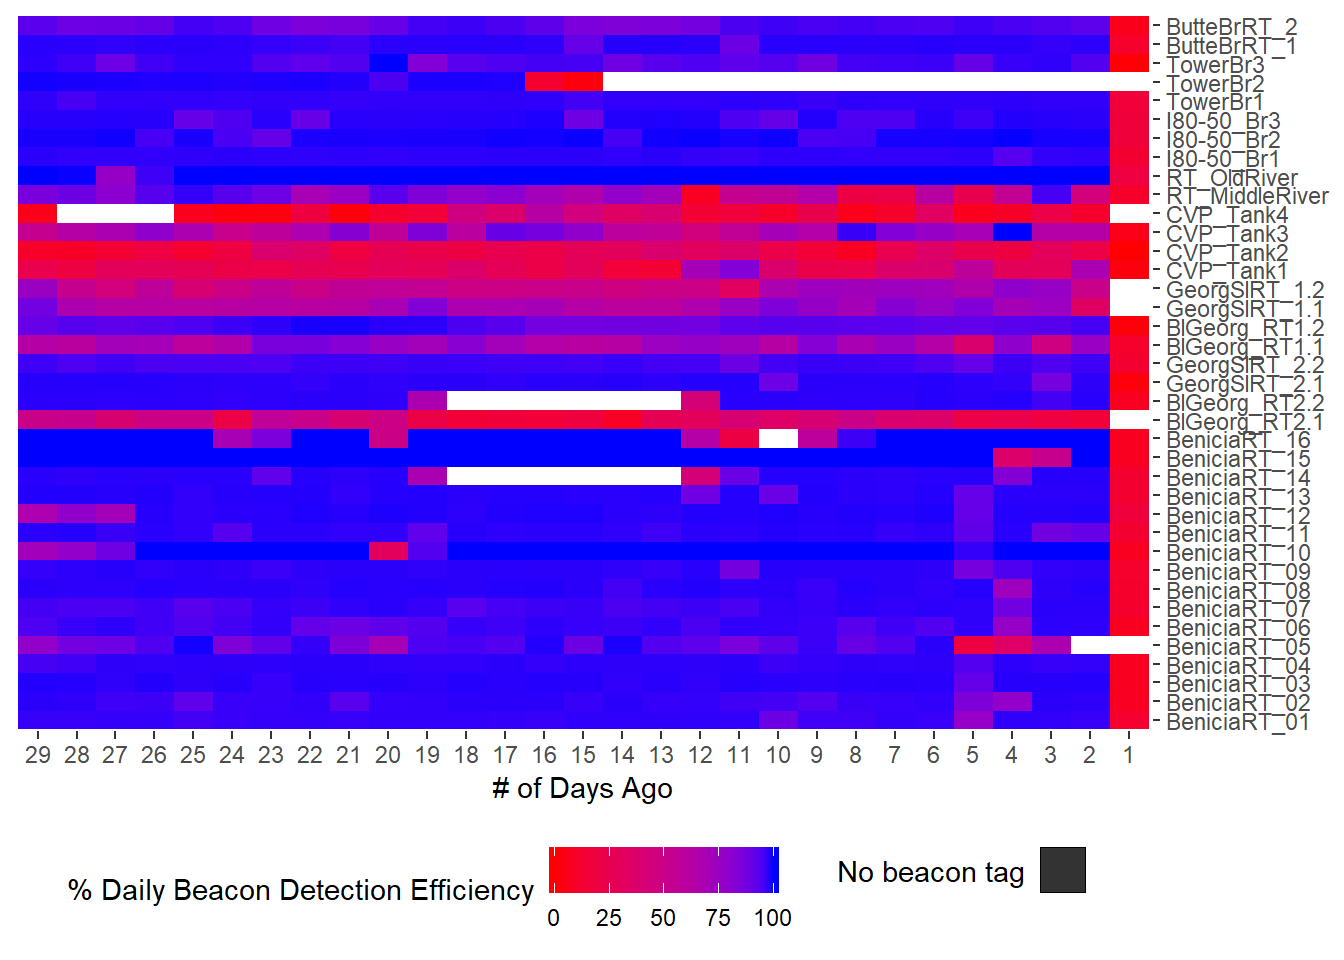 ButteBrRT_2
ButteBrRT_1
TowerBr3
TowerBr2
TowerBr1
I80-50_Br3
I80-50_Br2
I80-50_Br1
RT_OldRiver
RT_MiddleRiver
CVP_Tank4
CVP_Tank3
CVP_Tank2
CVP_Tank1
GeorgSlRT_1.2
GeorgSlRT_1.1
BlGeorg_RT1.2
BlGeorg_RT1.1
GeorgSlRT_2.2
GeorgSlRT_2.1
BlGeorg_RT2.2
BlGeorg_RT2.1
BeniciaRT_16
BeniciaRT_15
BeniciaRT_14
BeniciaRT_13
BeniciaRT_12
BeniciaRT_11
BeniciaRT_10
BeniciaRT_09
BeniciaRT_08
BeniciaRT_07
BeniciaRT_06
BeniciaRT_05
BeniciaRT_04
BeniciaRT_03
BeniciaRT_02
BeniciaRT_01
29 28 27 26 25 24 23 22 21 20 19 18 17 16 15 14 13 12 11 10 9 8 7 6 5 4 3 2 1
# of Days Ago
% Daily Beacon Detection Efficiency
0 25 50 75 100
No beacon tag